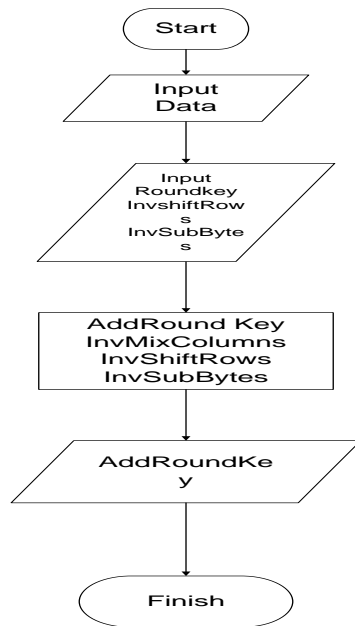 Start
Input
Data
Input
Roundkey
InvshiftRow
s
InvSubByte
s
AddRound Key
InvMixColumns
InvShiftRows
InvSubBytes
AddRoundKe
y
Finish